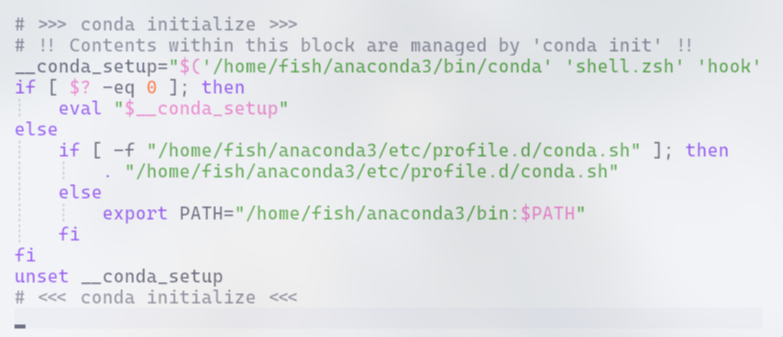 # >>> conda initialize >>>
# !! Contents within this block are managed by 'conda init' !!
__conda_setup="$('/home/fish/anaconda3/bin/conda' 'shell.zsh' 'hook'
if [ $? -eq 0 ]; then
    eval "$__conda_setup"
else
    if [ -f "/home/fish/anaconda3/etc/profile.d/conda.sh" ]; then
        . "/home/fish/anaconda3/etc/profile.d/conda.sh"
    else
        export PATH="/home/fish/anaconda3/bin:$PATH"
    fi
fi
unset __conda_setup
# <<< conda initialize <<<